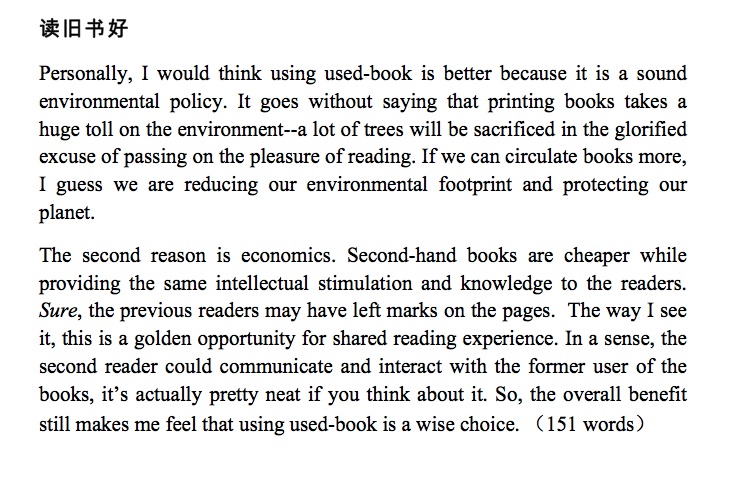 读旧书好
Personally, I would think using used-book is better because it is a sound
environmental policy. It goes without saying that printing books takes a
huge toll on the environment--a lot of trees will be sacrificed in the glorified
excuse of passing on the pleasure of reading. If we can circulate books more,
I guess we are reducing our environmental footprint and protecting our
planet.
The second reason is economics. Second-hand books are cheaper while
providing the same intellectual stimulation and knowledge to the readers.
Sure, the previous readers may have left marks on the pages.  The way I see
it, this is a golden opportunity for shared reading experience. In a sense, the
second reader could communicate and interact with the former user of the
books, it’s actually pretty neat if you think about it. So, the overall benefit
still makes me feel that using used-book is a wise choice. （151 words）